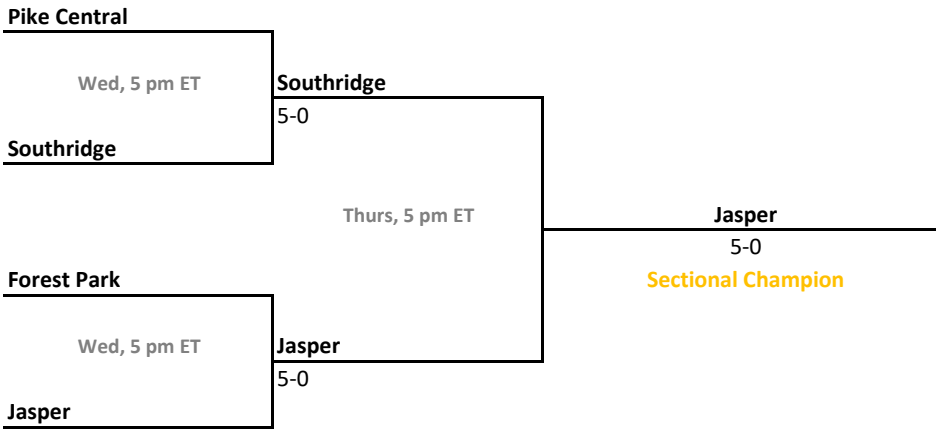 Pike Central
Wed, 5 pm ET
Southridge
5-0
Southridge
Thurs, 5 pm ET
Jasper
5-0
Sectional Champion
Forest Park
Wed, 5 pm ET
Jasper
5-0
Jasper